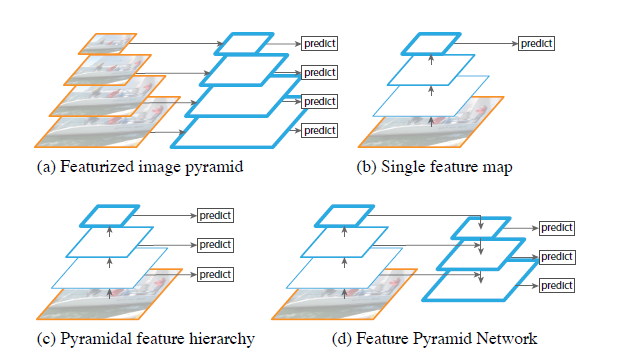 predict
predict
predict
predict
predict
(a) Featurized image pyramid
(b) Single feature map
predict
predict
predict
predict
predict
predict
(c) Pyramidal feature hierarchy
(d) Feature Pyramid Network